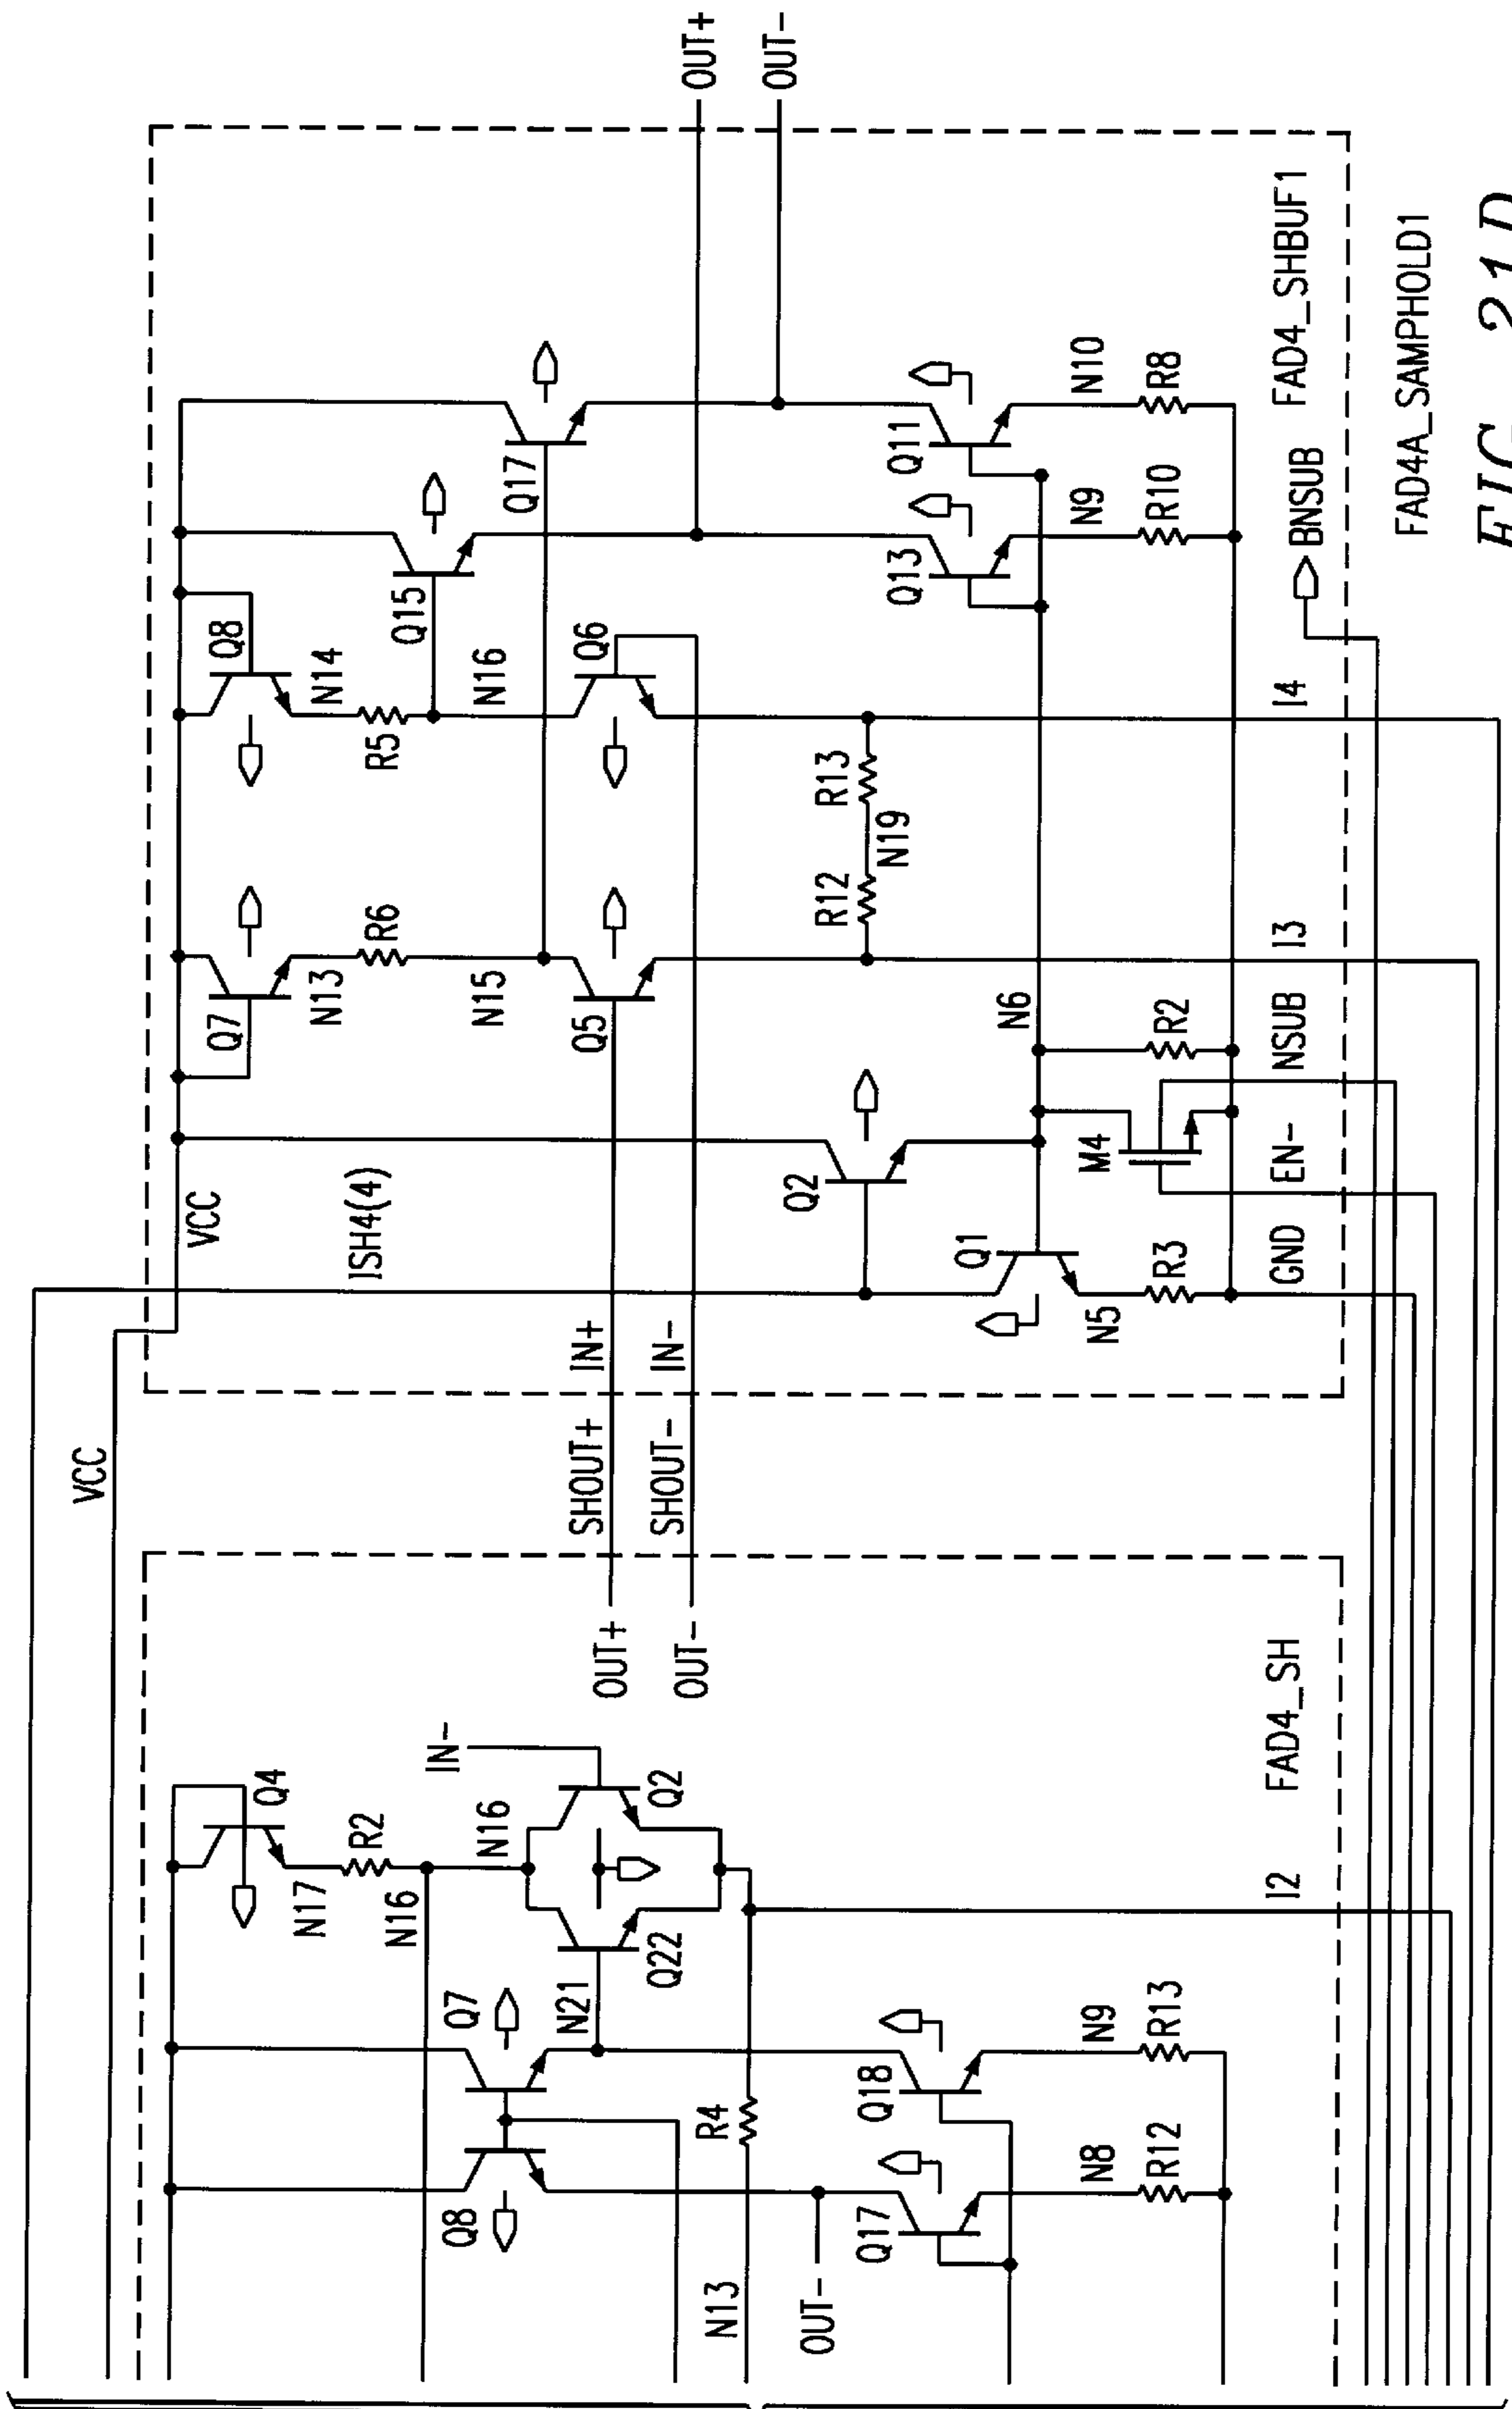 VCC
VCC
ISH4(4)
Q7
N13
R6
N15
Q5
Q8
N14
R5
N16
Q6
Q15
Q17
OUT+
OUT-
SHOUT+
IN+
SHOUT-
IN-
OUT+
OUT-
R12
N19
R13
Q2
Q1
N5
R3
N6
M4
R2
Q13
N9
R10
Q11
N10
R8
GND
EN-
NSUB
I3
I4
BNSUB
FAD4_SHBUF1
FAD4A_SAMPHOLD1
Q4
N17
R2
N16
N16
IN-
Q2
Q22
N21
Q7
Q8
R4
N13
OUT-
Q17
N8
R12
Q18
N9
R13
I2
FAD4_SH
FIG. 21D